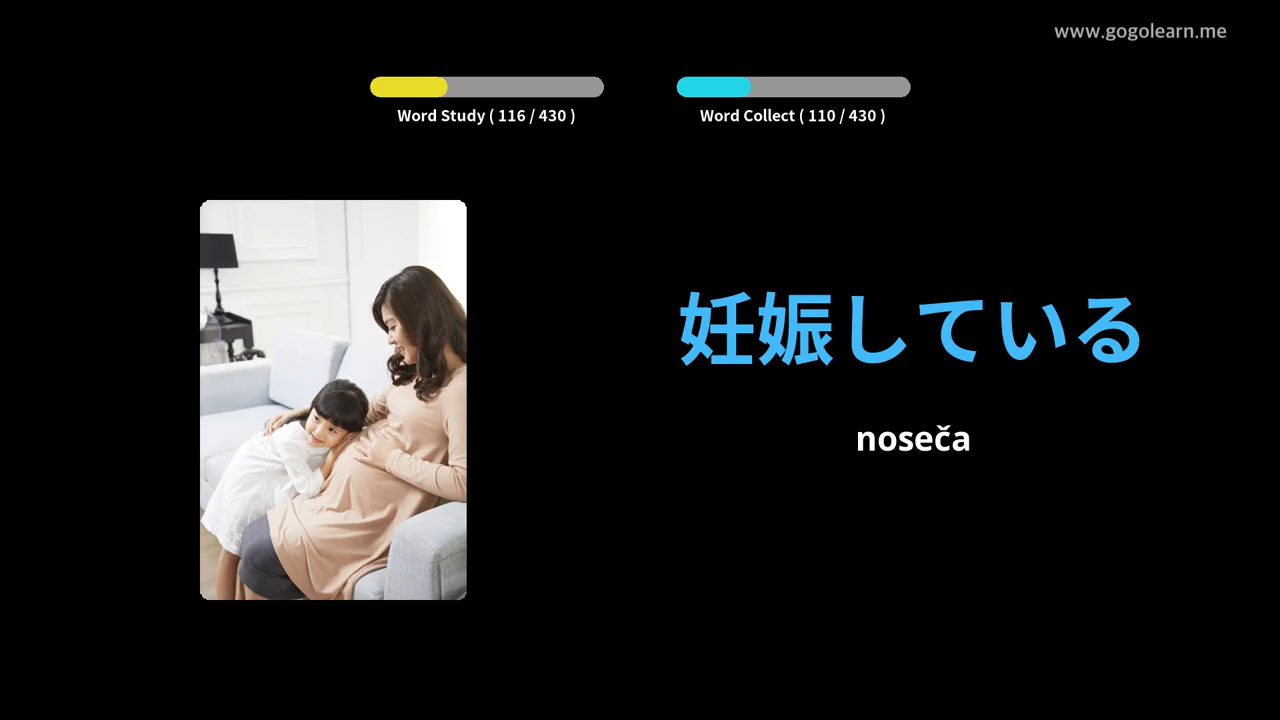 www.gogolearn.me
Word Study ( 116 / 430 )
Word Collect ( 110 / 430 )
妊娠している
noseča